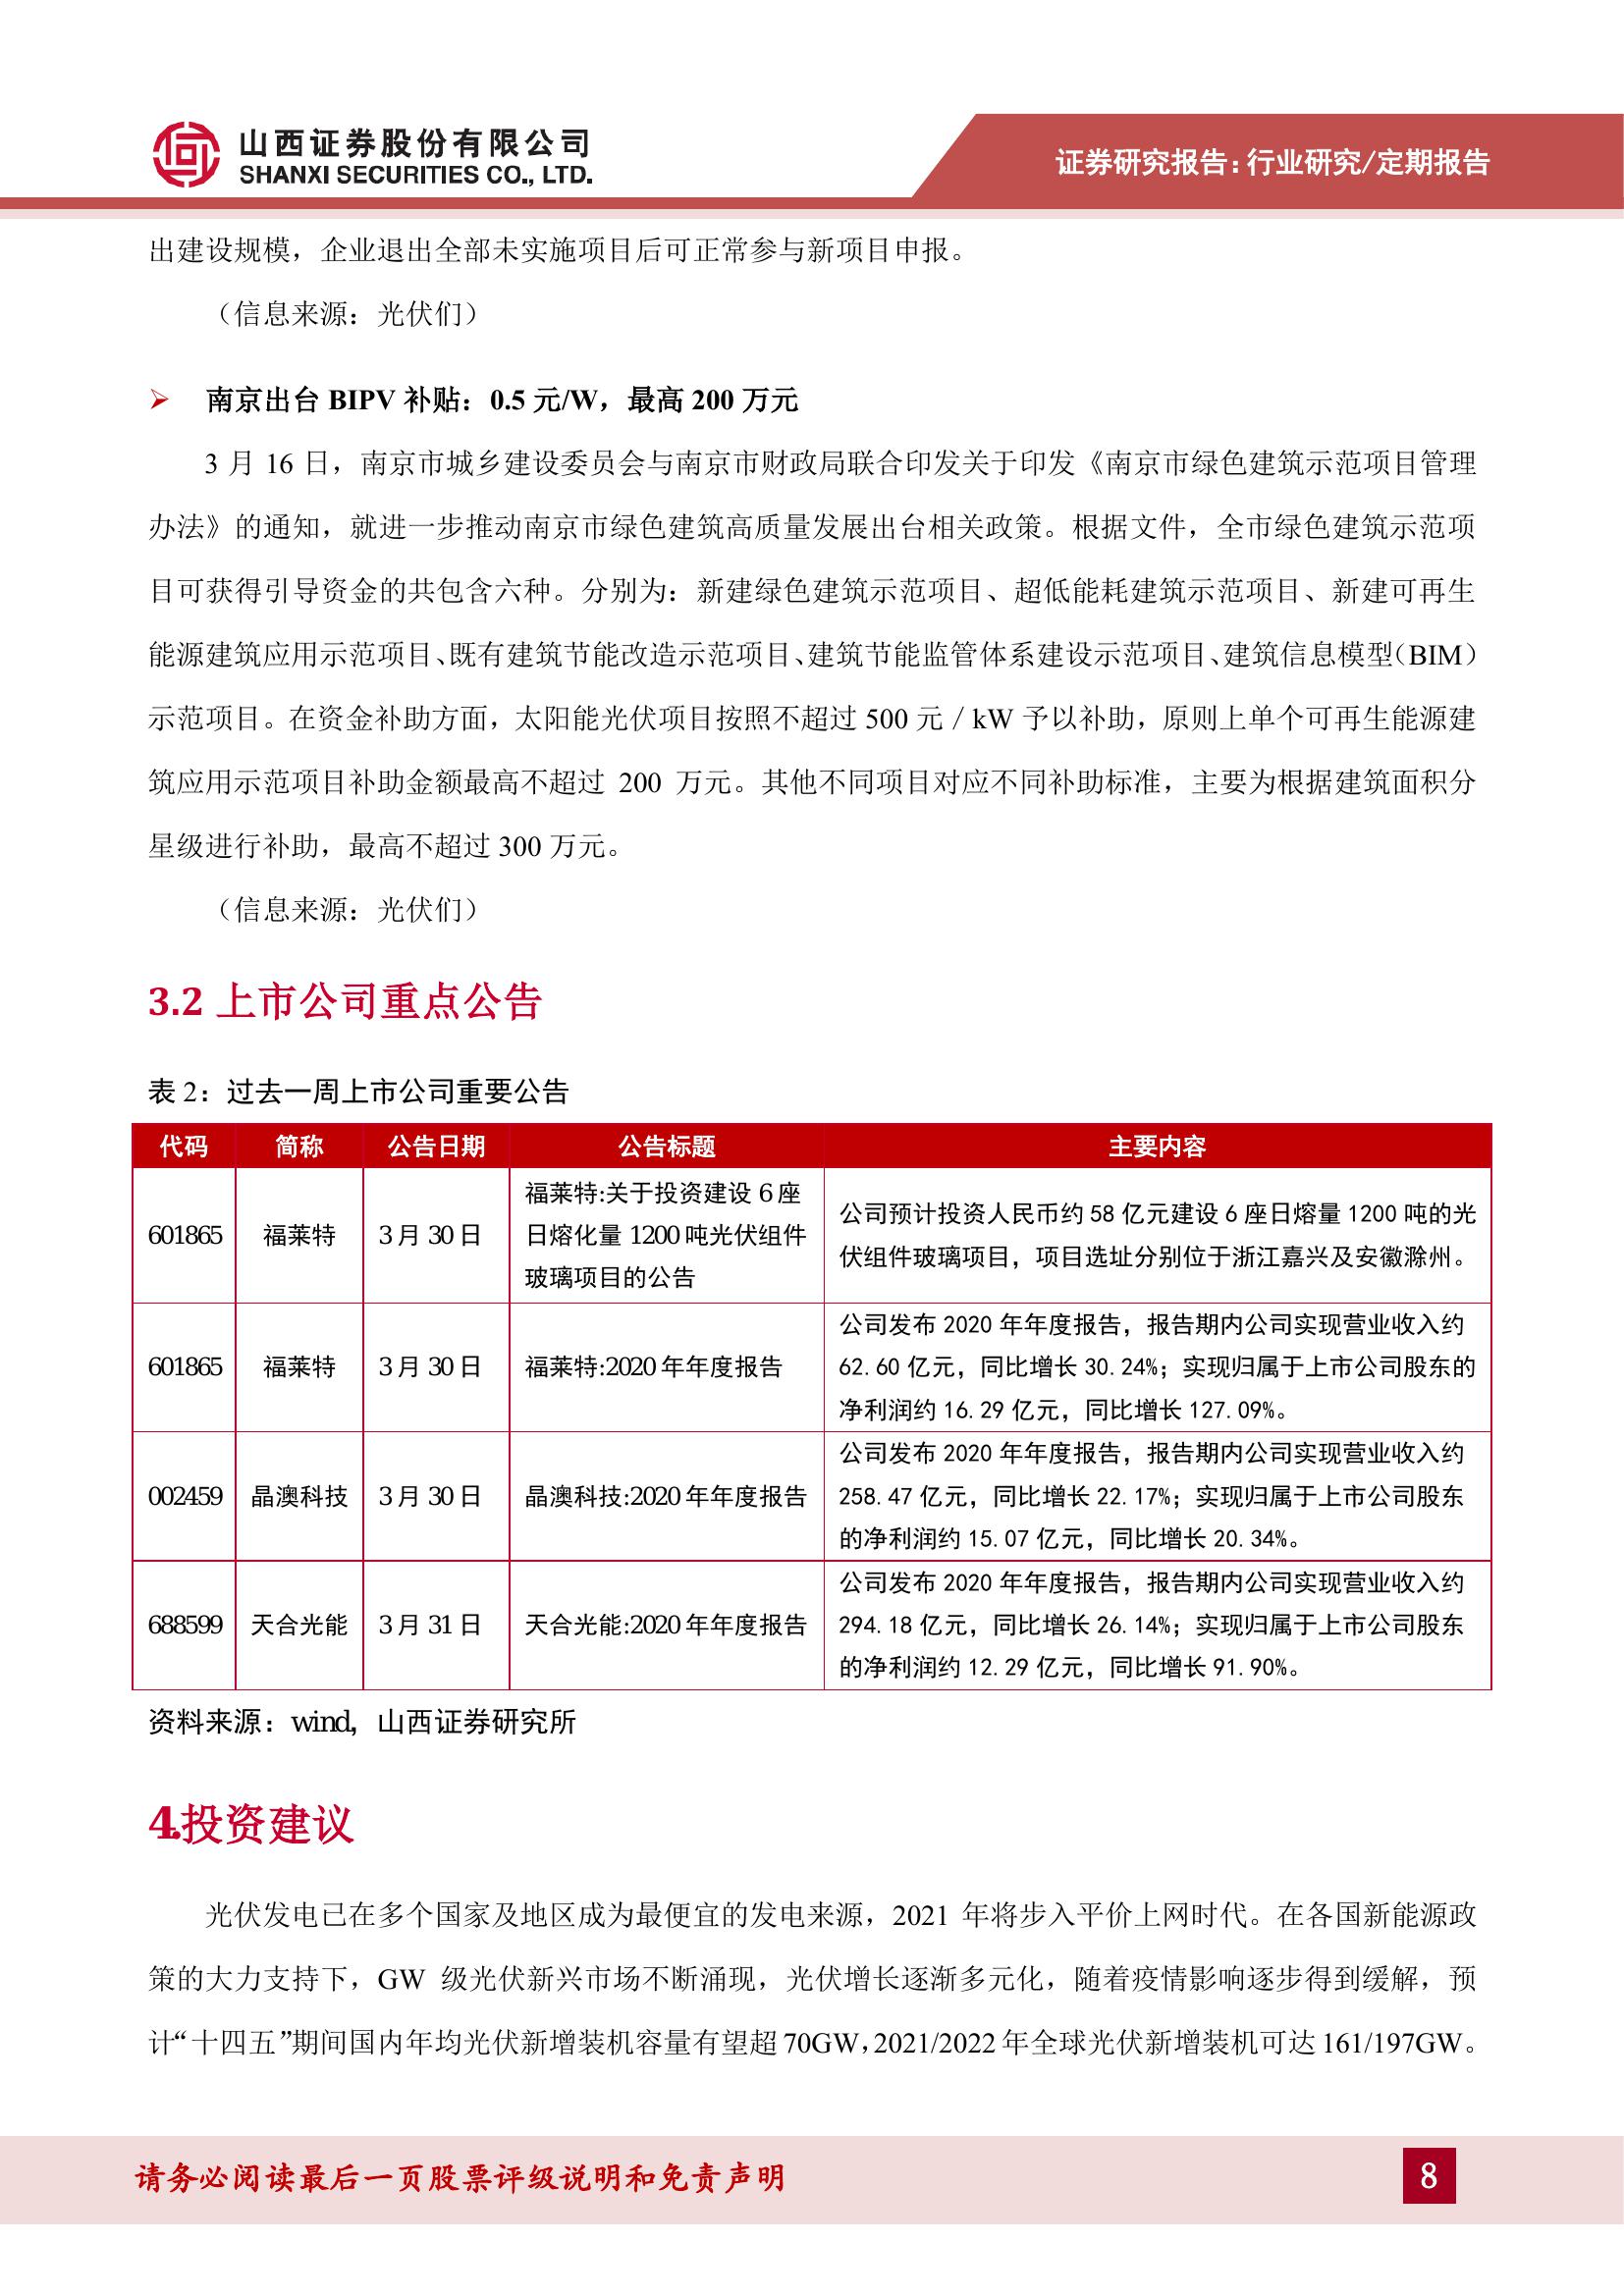 山西证券股份有限公司
SHANXI SECURITIES CO., LTD.
证券研究报告：行业研究/定期报告
出建设规模，企业退出全部未实施项目后可正常参与新项目申报。
（信息来源：光伏们）
南京出台 BIPV 补贴：0.5 元/W，最高 200 万元
3 月 16 日，南京市城乡建设委员会与南京市财政局联合印发关于印发《南京市绿色建筑示范项目管理
办法》的通知，就进一步推动南京市绿色建筑高质量发展出台相关政策。根据文件，全市绿色建筑示范项
目可获得引导资金的共包含六种。分别为：新建绿色建筑示范项目、超低能耗建筑示范项目、新建可再生
能源建筑应用示范项目、既有建筑节能改造示范项目、建筑节能监管体系建设示范项目、建筑信息模型（BIM）
示范项目。在资金补助方面，太阳能光伏项目按照不超过 500 元／kW 予以补助，原则上单个可再生能源建
筑应用示范项目补助金额最高不超过 200 万元。其他不同项目对应不同补助标准，主要为根据建筑面积分
星级进行补助，最高不超过 300 万元。
（信息来源：光伏们）
3.2 上市公司重点公告
表 2：过去一周上市公司重要公告
代码 简称 公告日期 公告标题 主要内容
601865 福莱特 3 月 30 日
福莱特:关于投资建设 6 座
日熔化量 1200 吨光伏组件
玻璃项目的公告
公司预计投资人民币约 58 亿元建设 6 座日熔量 1200 吨的光
伏组件玻璃项目，项目选址分别位于浙江嘉兴及安徽滁州。
601865 福莱特 3 月 30 日 福莱特:2020 年年度报告
公司发布 2020 年年度报告，报告期内公司实现营业收入约
62.60 亿元，同比增长 30.24%；实现归属于上市公司股东的
净利润约 16.29 亿元，同比增长 127.09%。
002459 晶澳科技 3 月 30 日 晶澳科技:2020 年年度报告
公司发布 2020 年年度报告，报告期内公司实现营业收入约
258.47 亿元，同比增长 22.17%；实现归属于上市公司股东
的净利润约 15.07 亿元，同比增长 20.34%。
688599 天合光能 3 月 31 日 天合光能:2020 年年度报告
公司发布 2020 年年度报告，报告期内公司实现营业收入约
294.18 亿元，同比增长 26.14%；实现归属于上市公司股东
的净利润约 12.29 亿元，同比增长 91.90%。
资料来源：wind，山西证券研究所
4.投资建议
光伏发电已在多个国家及地区成为最便宜的发电来源，2021 年将步入平价上网时代。在各国新能源政
策的大力支持下，GW 级光伏新兴市场不断涌现，光伏增长逐渐多元化，随着疫情影响逐步得到缓解，预
计“十四五”期间国内年均光伏新增装机容量有望超 70GW，2021/2022 年全球光伏新增装机可达 161/197GW。
请务必阅读最后一页股票评级说明和免责声明
8